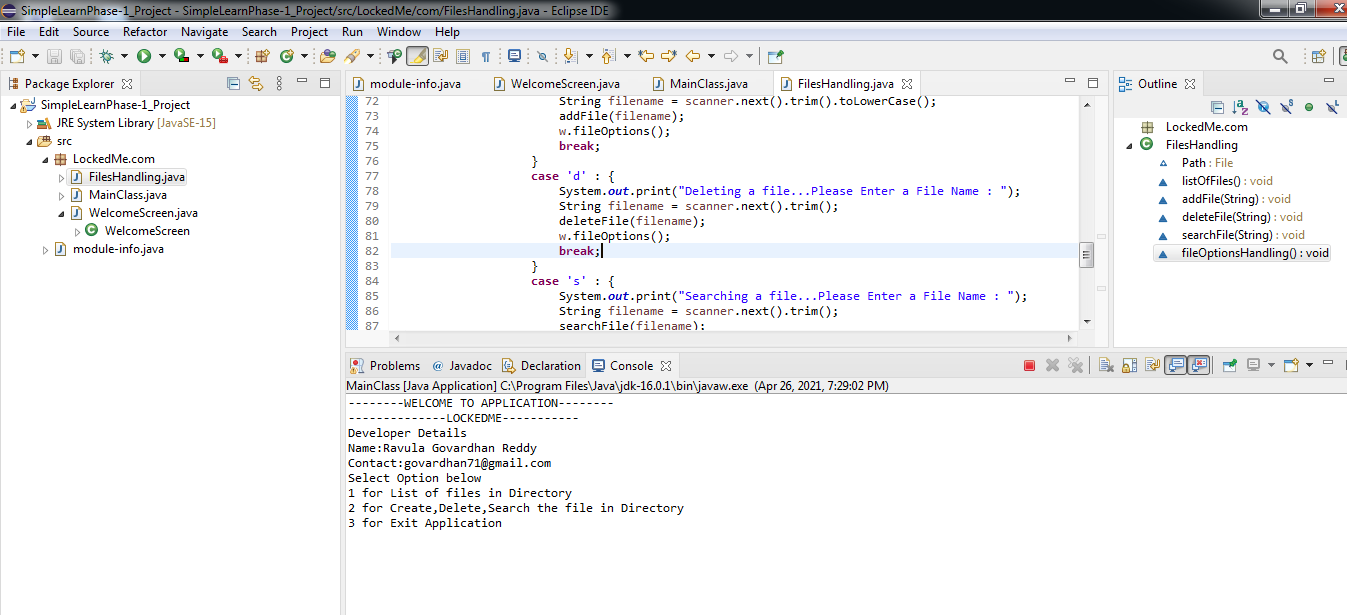 SimpleLearnPhase-1_Project - SimpleLearnPhase-1_Project/src/LockedMe/com/FilesHandling.java - Eclipse IDE
File Edit Source Refactor Navigate Search Project Run Window Help
Package Explorer
SimpleLearnPhase-1_Project
JRE System Library [JavaSE-15]
src
LockedMe.com
FilesHandling.java
MainClass.java
WelcomeScreen.java
WelcomeScreen
module-info.java
module-info.java WelcomeScreen.java MainClass.java FilesHandling.java
72 String filename = scanner.next().trim().toLowerCase();
73 addFile(filename);
74 w.fileOptions();
75 break;
76 }
77 case 'd' : {
78 System.out.print("Deleting a file...Please Enter a File Name : ");
79 String filename = scanner.next().trim();
80 deleteFile(filename);
81 w.fileOptions();
82 break;
83 }
84 case 's' : {
85 System.out.print("Searching a file...Please Enter a File Name : ");
86 String filename = scanner.next().trim();
87 searchFile(filename);
Outline
LockedMe.com
FilesHandling
Path : File
listOfFiles() : void
addFile(String) : void
deleteFile(String) : void
searchFile(String) : void
fileOptionsHandling() : void
Problems @ Javadoc Declaration Console
MainClass [Java Application] C:\Program Files\Java\jdk-16.0.1\bin\javaw.exe (Apr 26, 2021, 7:29:02 PM)
--------WELCOME TO APPLICATION--------
--------------LOCKEDME-----------
Developer Details
Name:Ravula Govardhan Reddy
Contact:govardhan71@gmail.com
Select Option below
1 for List of files in Directory
2 for Create,Delete,Search the file in Directory
3 for Exit Application